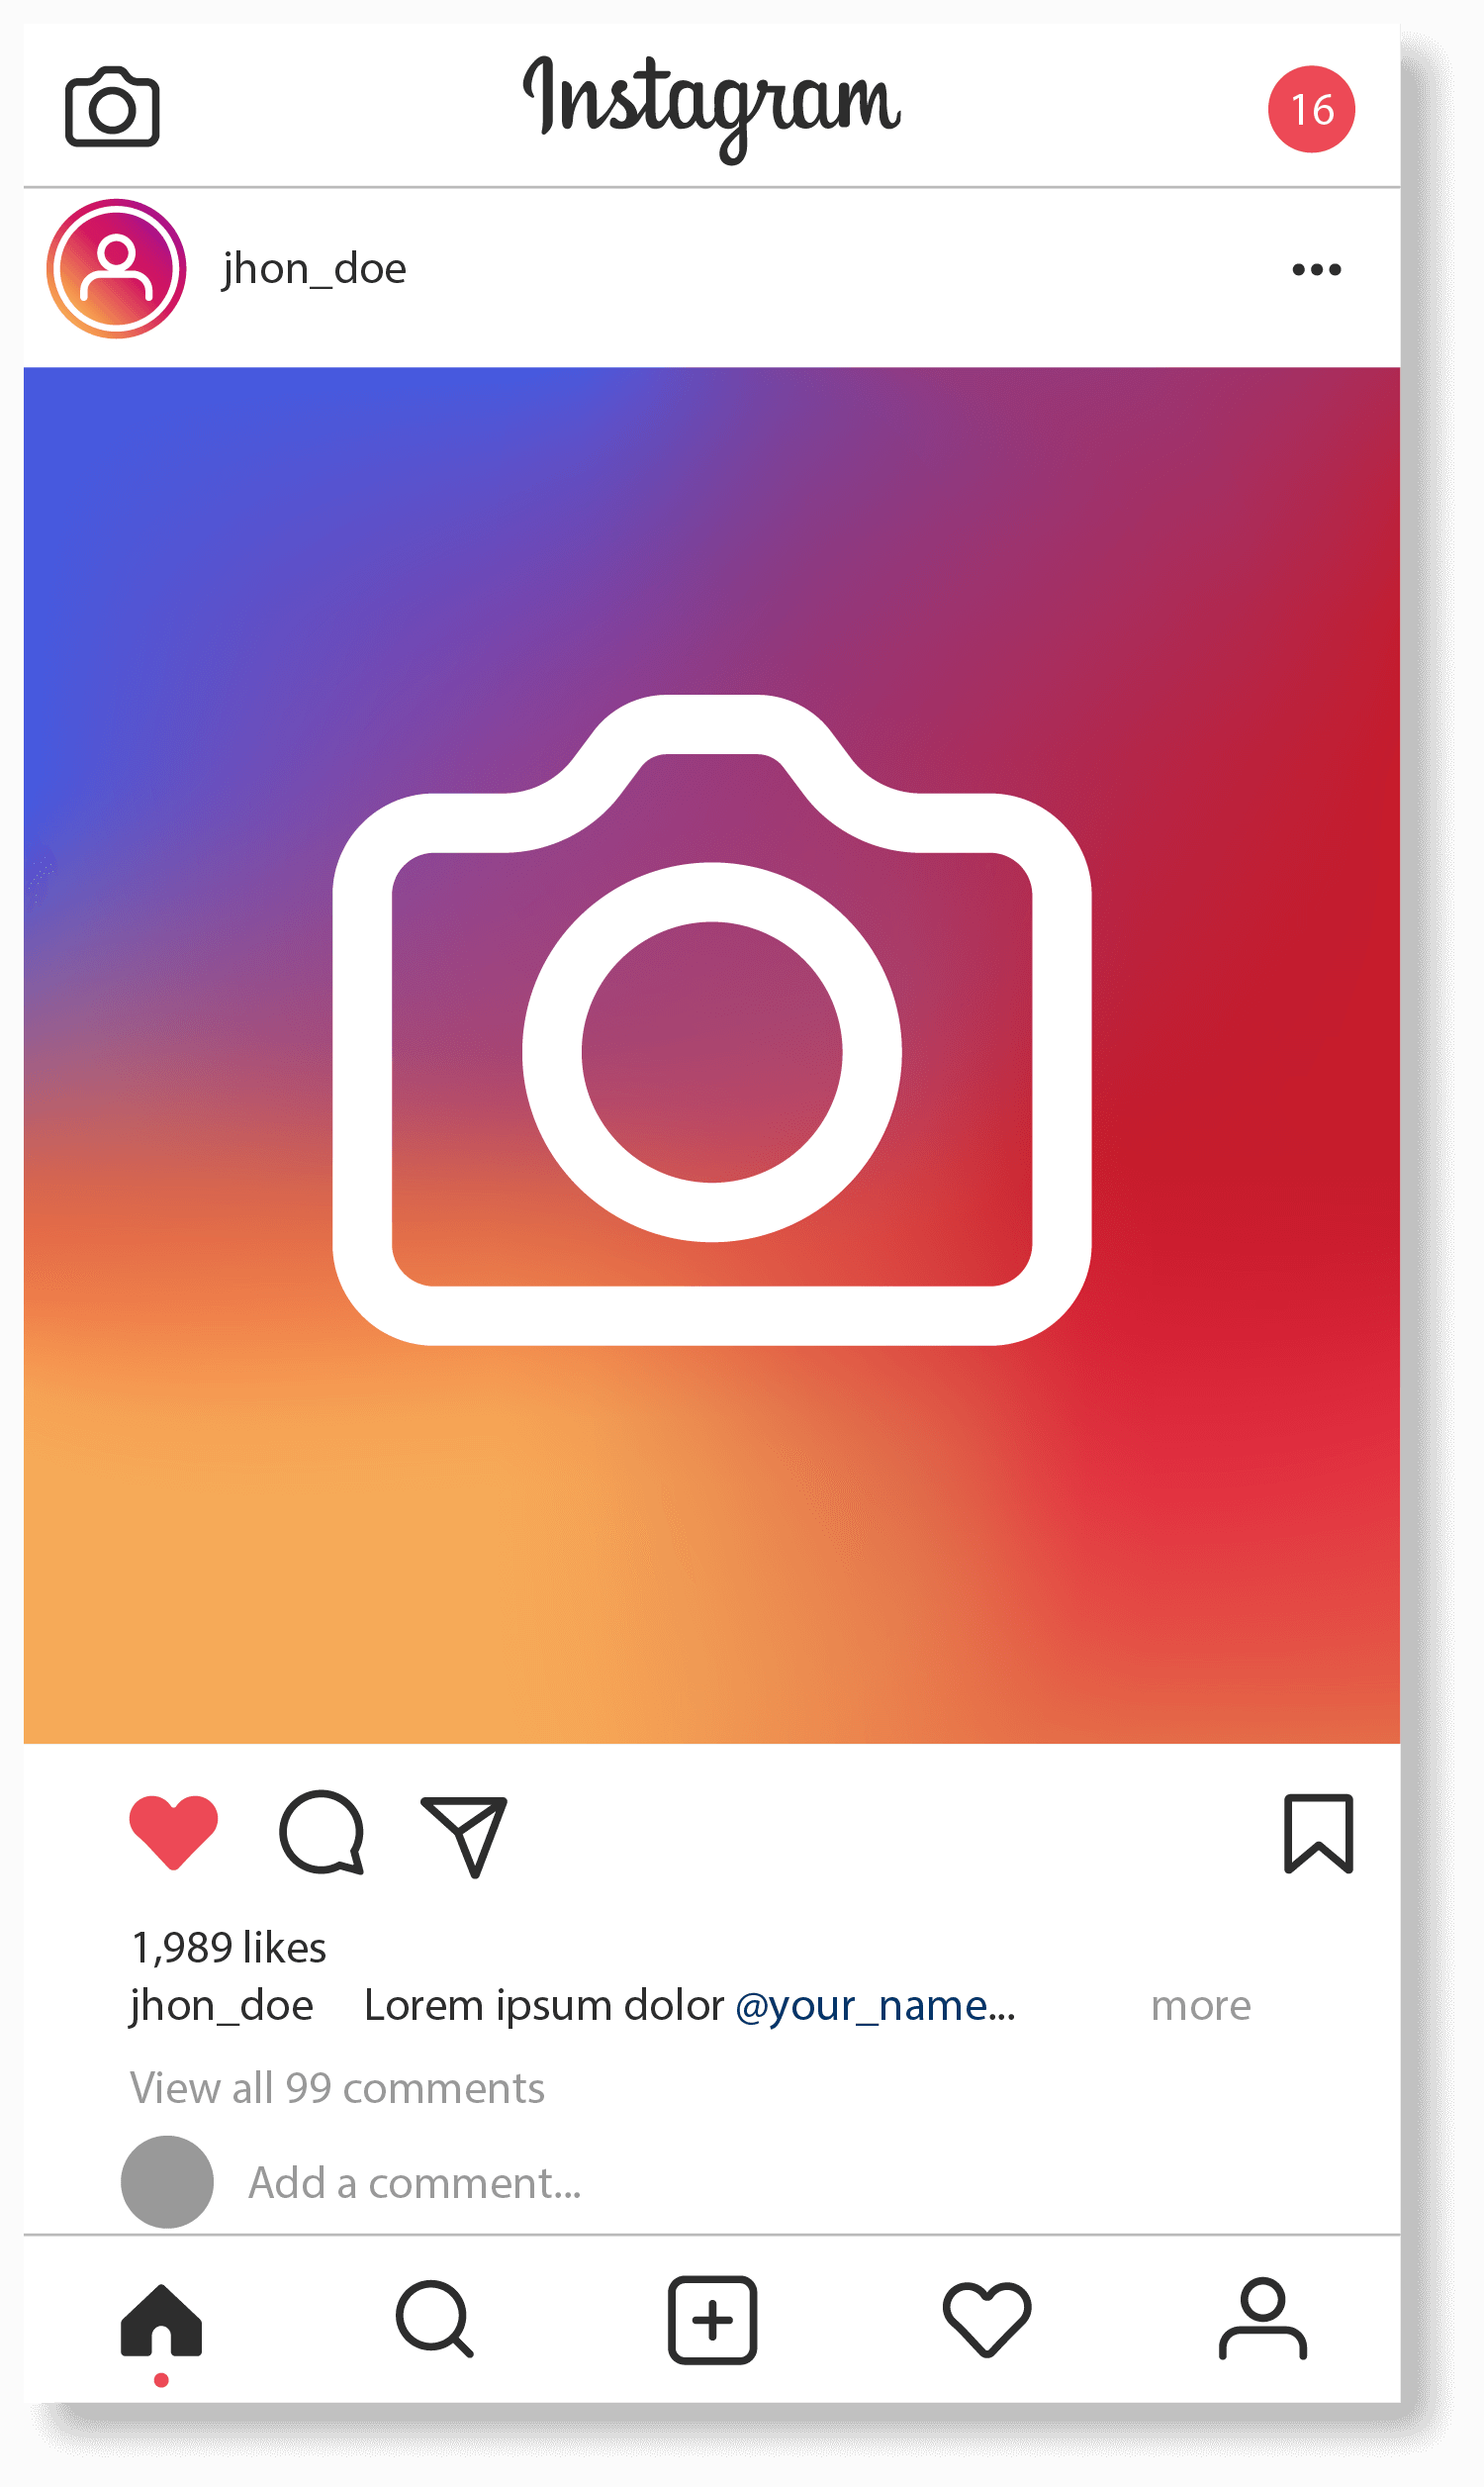 Instagram
16
jhon_doe
1,989 likes
jhon_doe Lorem ipsum dolor @your_name... more
View all 99 comments
Add a comment...